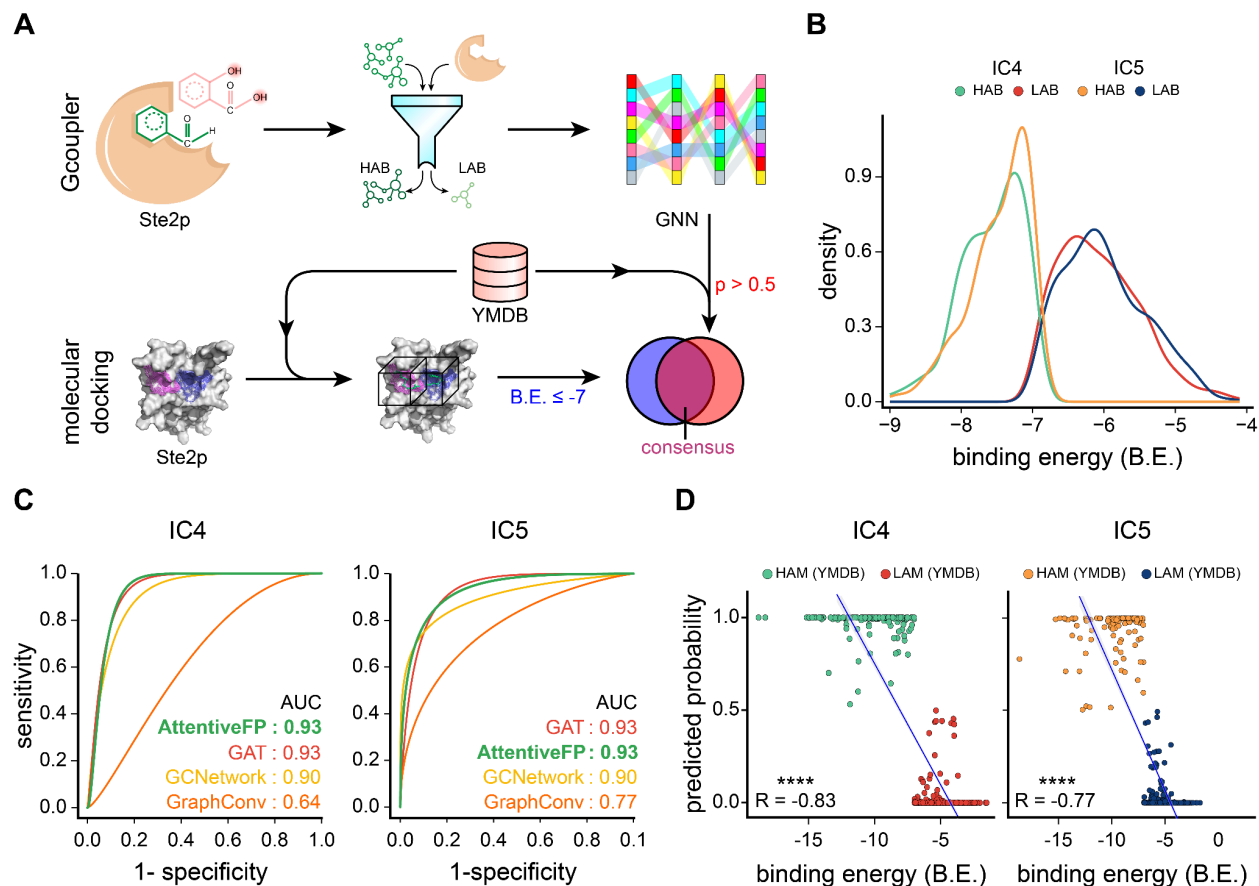 A
Gcoupler
OH
O
C
OH
O
C
H
Ste2p
HAB
LAB
GNN
YMDB
p > 0.5
molecular
docking
Ste2p
B.E. ≤ -7
consensus
B
IC4
IC5
HAB
LAB
HAB
LAB
density
0.9
0.6
0.3
0.0
−9
−8
−7
−6
−5
−4
binding energy (B.E.)
C
IC4
sensitivity
1.0
0.8
0.6
0.4
0.2
0.0
0.0
0.2
0.4
0.6
0.8
1.0
1- specificity
AUC
AttentiveFP : 0.93
GAT : 0.93
GCNetwork : 0.90
GraphConv : 0.64
IC5
1.0
0.8
0.6
0.4
0.2
0.0
0.0
0.2
0.4
0.6
0.8
0.1
1- specificity
AUC
GAT : 0.93
AttentiveFP : 0.93
GCNetwork : 0.90
GraphConv : 0.77
D
IC4
HAM (YMDB)
LAM (YMDB)
predicted probability
1.0
0.5
0.0
****
R = -0.83
-15
-10
-5
binding energy (B.E.)
IC5
HAM (YMDB)
LAM (YMDB)
****
R = -0.77
-15
-10
-5
0
binding energy (B.E.)